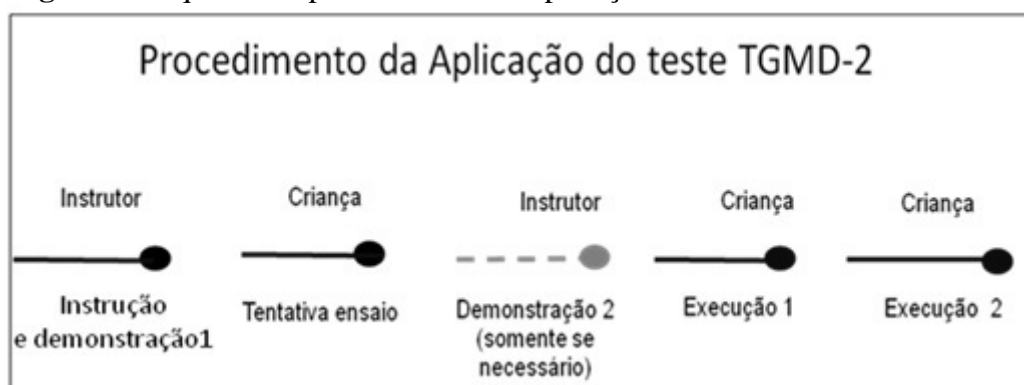 Procedimento da Aplicação do teste TGMD-2
Instrutor
Criança
Instrutor
Criança
Criança
Instrução
e demonstração1
Tentativa ensaio
Demonstração 2
(somente se
necessário)
Execução 1
Execução 2